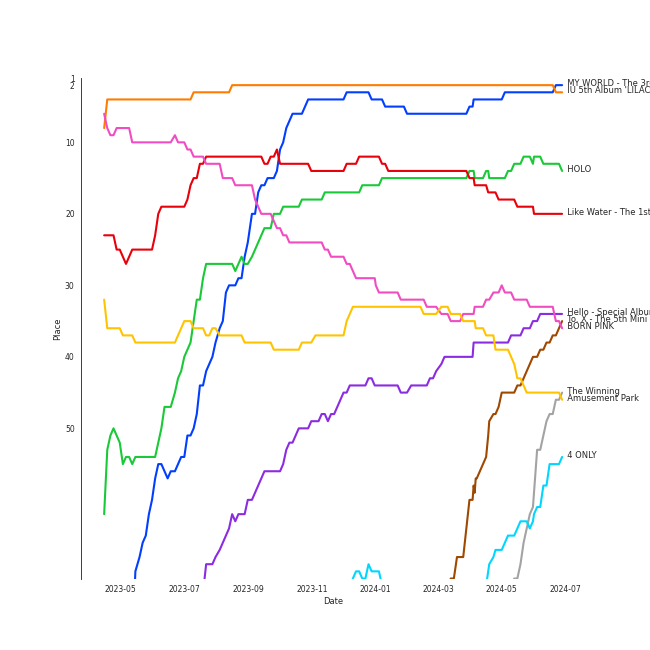 1
2
10
20
30
40
50
Place
MY WORLD - The 3r
IU 5th Album 'LILAC
HOLO
Like Water - The 1st
Hello - Special Albu
To. X - The 5th Mini
BORN PINK
The Winning
Amusement Park
4 ONLY
2023-05 2023-07 2023-09 2023-11 2024-01 2024-03 2024-05 2024-07
Date